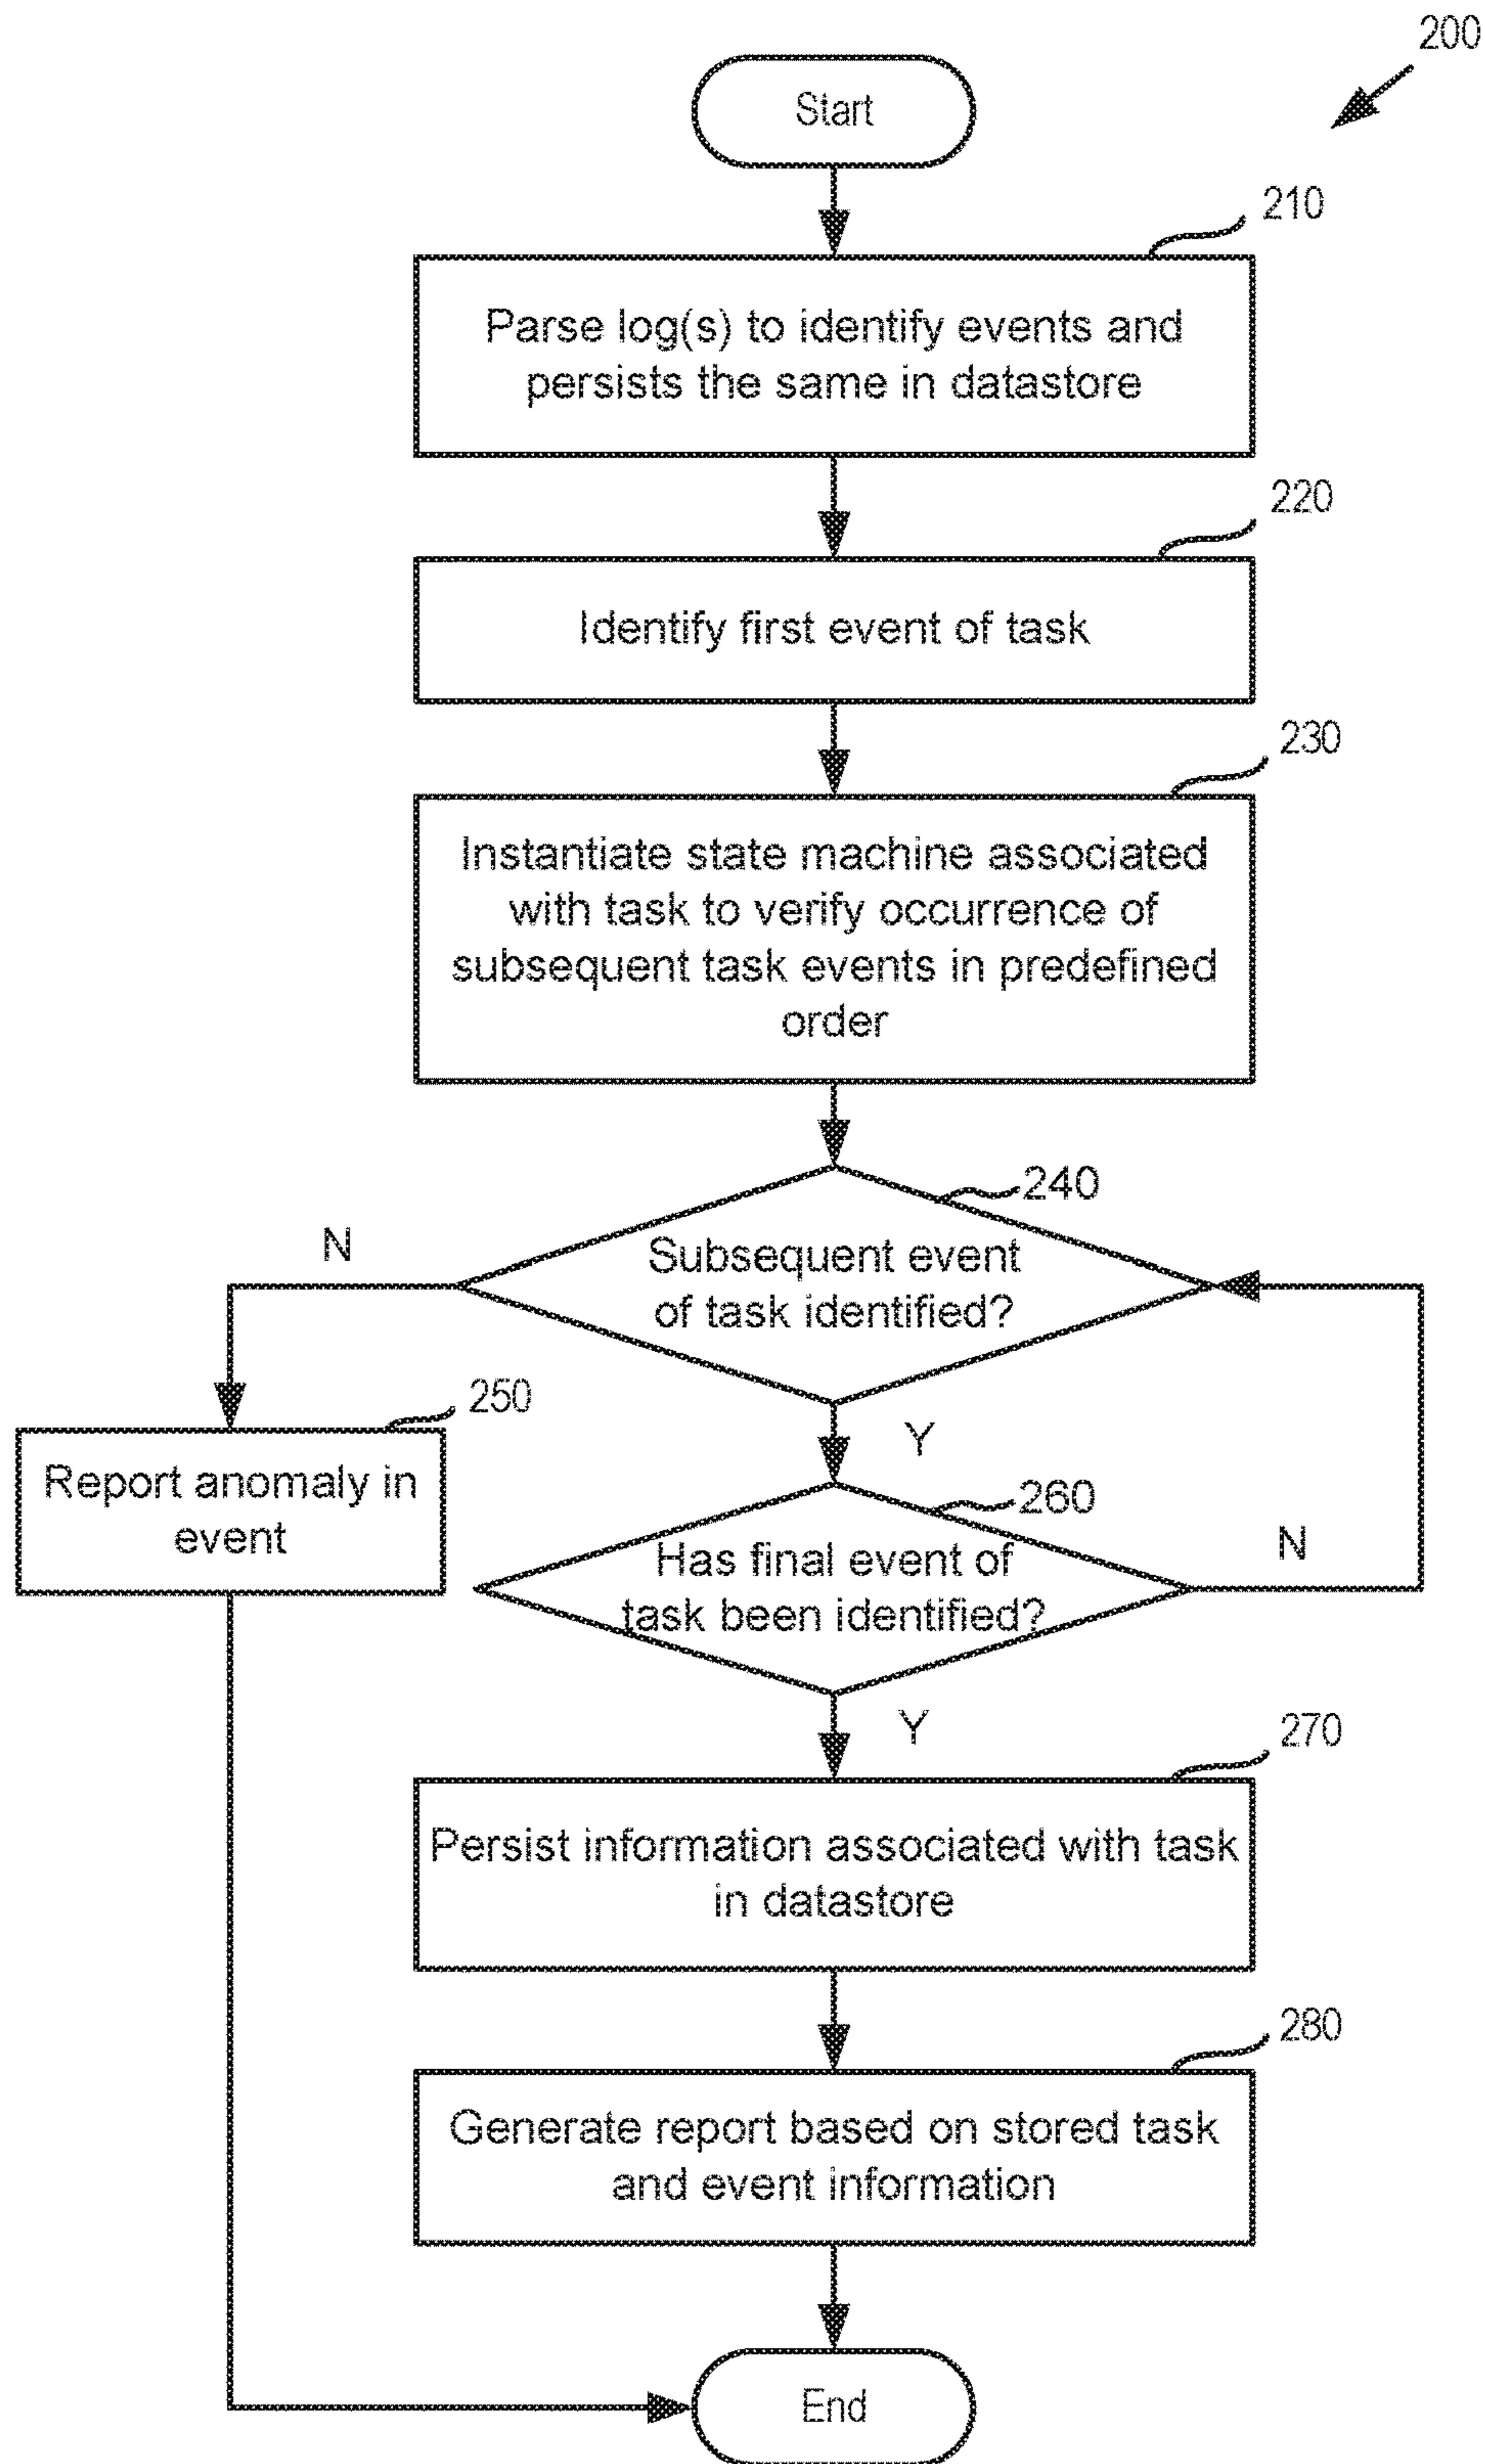 200
Start
210
Parse log(s) to identify events and
persists the same in datastore
220
Identify first event of task
230
Instantiate state machine associated
with task to verify occurrence of
subsequent task events in predefined
order
240
N
Subsequent event
of task identified?
250
Y
Report anomaly in
event
260
N
Has final event of
task been identified?
Y
270
Persist information associated with task
in datastore
280
Generate report based on stored task
and event information
End